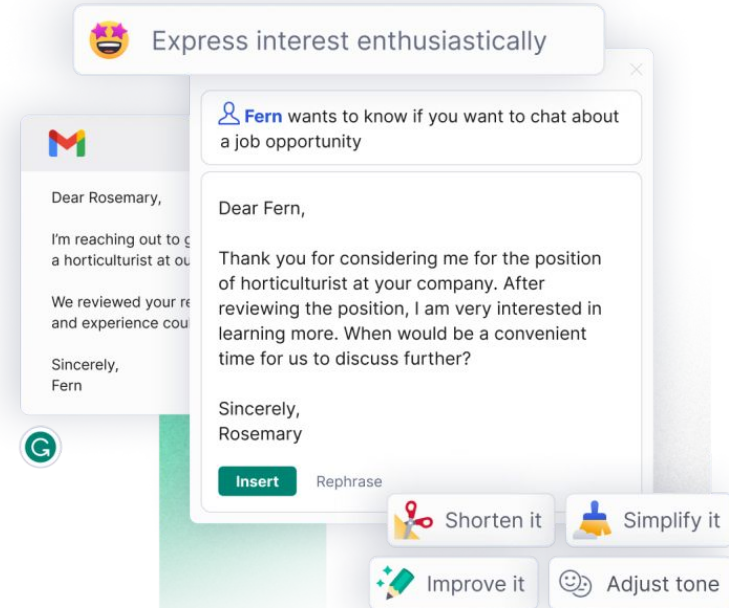 Express interest enthusiastically
Fern wants to know if you want to chat about
a job opportunity
Dear Rosemary,
I'm reaching out to
a horticulturist at
We reviewed your
and experience
Sincerely,
Fern
Dear Fern,
Thank you for considering me for the position
of horticulturist at your company. After
reviewing the position, I am very interested in
learning more. When would be a convenient
time for us to discuss further?
Sincerely,
Rosemary
Insert
Rephrase
Shorten it
Simplify it
Improve it
Adjust tone